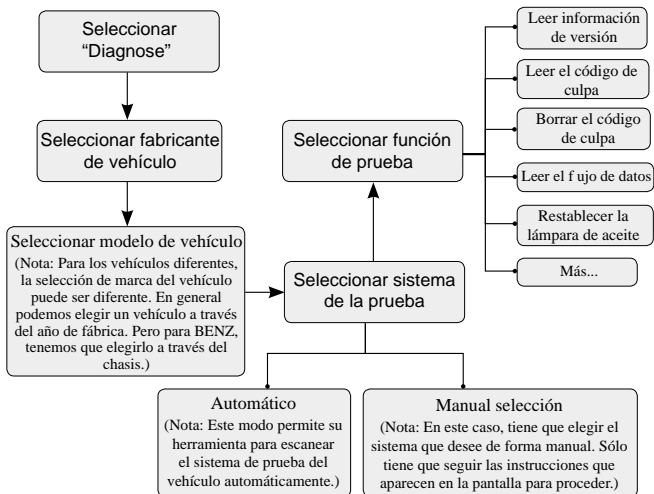 Seleccionar
“Diagnose”
Seleccionar fabricante
de vehículo
Seleccionar modelo de vehículo
(Nota: Para los vehículos diferentes,
la selección de marca del vehículo
puede ser diferente. En general
podemos elegir un vehículo a través
del año de fábrica. Pero para BENZ,
tenemos que elegirlo a través del
chasis.)
Seleccionar sistema
de la prueba
Automático
(Nota: Este modo permite su
herramienta para escanear
el sistema de prueba del
vehículo automáticamente.)
Manual selección
(Nota: En este caso, tiene que elegir el
sistema que desee de forma manual. Sólo
tiene que seguir las instrucciones que
aparecen en la pantalla para proceder.)
Seleccionar función
de prueba
Leer información
de versión
Leer el código de
culpa
Borrar el código
de culpa
Leer el f ujo de datos
Restablecer la
lámpara de aceite
Más...